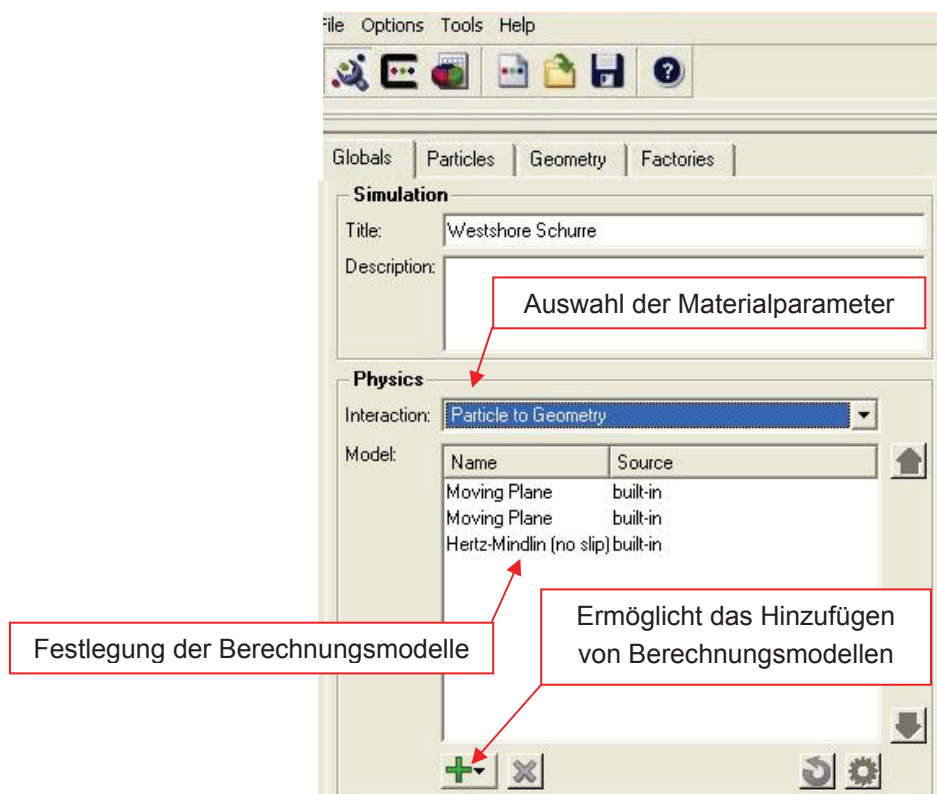 File Options Tools Help
Globals Particles Geometry Factories
Simulation
Title: Westshore Schurre
Description:
Auswahl der Materialparameter
Physics
Interaction: Particle to Geometry
Model:
Name Source
Moving Plane built-in
Moving Plane built-in
Hertz-Mindlin (no slip) built-in
Ermöglicht das Hinzufügen
von Berechnungsmodellen
Festlegung der Berechnungsmodelle